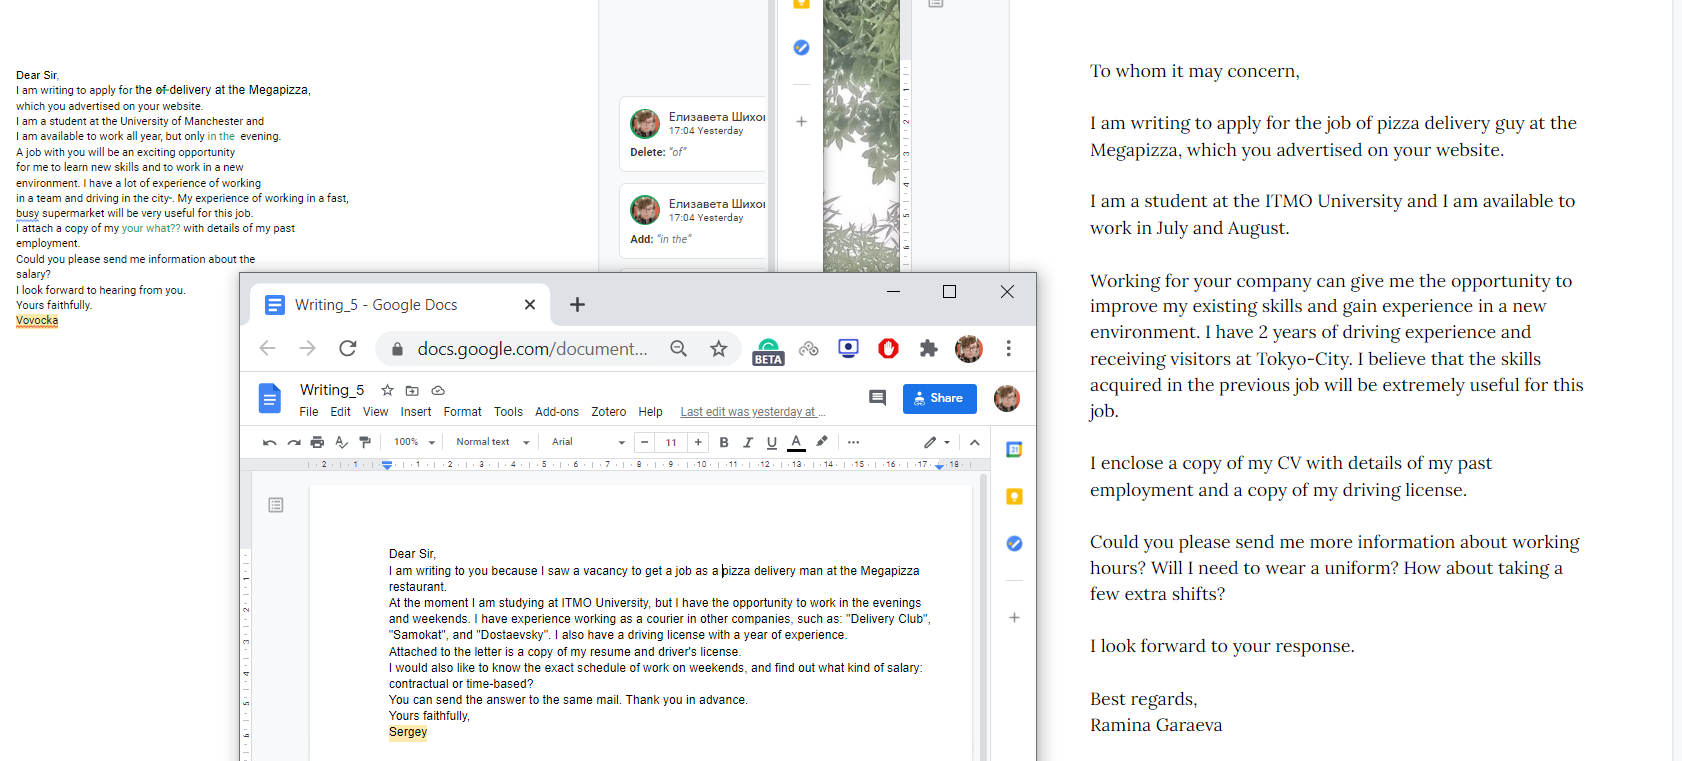 Dear Sir,
I am writing to apply for the of delivery at the Megapizza,
which you advertised on your website.
I am a student at the University of Manchester and
I am available to work all year, but only in the evening.
A job with you will be an exciting opportunity
for me to learn new skills and to work in a new
environment. I have a lot of experience of working
in a team and driving in the city. My experience of working in a fast,
busy supermarket will be very useful for this job.
I attach a copy of my your what?? with details of my past
employment.
Could you please send me information about the
salary?
I look forward to hearing from you.
Yours faithfully.
Vovocka
Елизавета
17:04 Yesterday
Delete: "of"
Елизавета
17:04 Yesterday
Add: "in the"
Writing_5 - Google Docs
docs.google.com/document...
BETA
Writing_5
File Edit View Insert Format Tools Add-ons Zotero Help Last edit was yesterday at ...
Share
100% Normal text Arial 11 B I U A
2 1 1 2 3 4 5 6 7 8 9 10 11 12 13 14 15 16 17 18
31
Dear Sir,
I am writing to you because I saw a vacancy to get a job as a pizza delivery man at the Megapizza
restaurant.
At the moment I am studying at ITMO University, but I have the opportunity to work in the evenings
and weekends. I have experience working as a courier in other companies, such as: "Delivery Club",
"Samokat", and "Dostaevsky". I also have a driving license with a year of experience.
Attached to the letter is a copy of my resume and driver's license.
I would also like to know the exact schedule of work on weekends, and find out what kind of salary:
contractual or time-based?
You can send the answer to the same mail. Thank you in advance.
Yours faithfully,
Sergey
To whom it may concern,
I am writing to apply for the job of pizza delivery guy at the
Megapizza, which you advertised on your website.
I am a student at the ITMO University and I am available to
work in July and August.
Working for your company can give me the opportunity to
improve my existing skills and gain experience in a new
environment. I have 2 years of driving experience and
receiving visitors at Tokyo-City. I believe that the skills
acquired in the previous job will be extremely useful for this
job.
I enclose a copy of my CV with details of my past
employment and a copy of my driving license.
Could you please send me more information about working
hours? Will I need to wear a uniform? How about taking a
few extra shifts?
I look forward to your response.
Best regards,
Ramina Garaeva